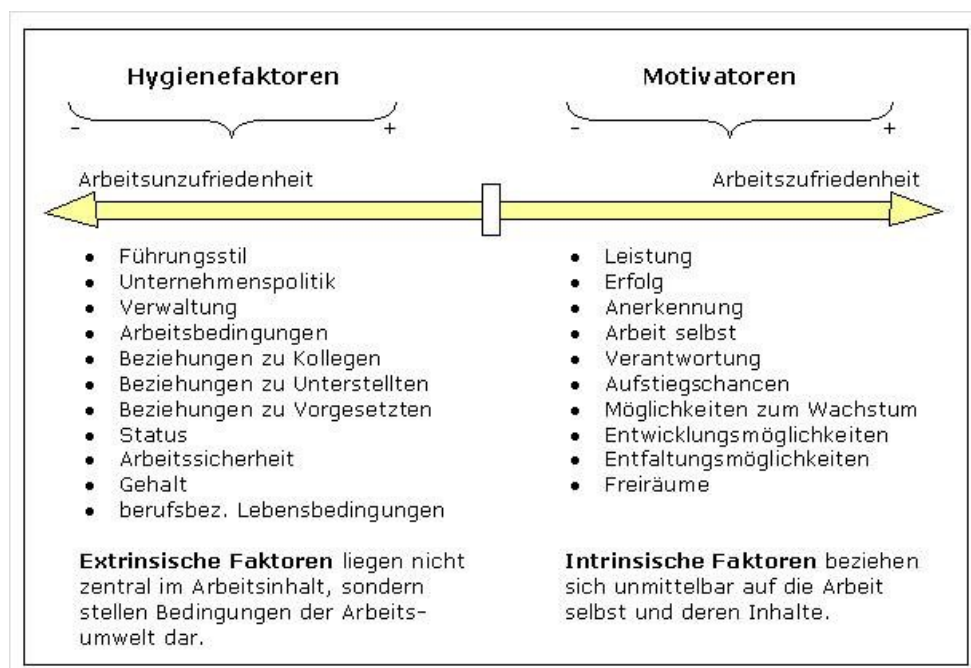 Hygienefaktoren
- +
Arbeitsunzufriedenheit
• Führungsstil
• Unternehmenspolitik
• Verwaltung
• Arbeitsbedingungen
• Beziehungen zu Kollegen
• Beziehungen zu Unterstellten
• Beziehungen zu Vorgesetzten
• Status
• Arbeitssicherheit
• Gehalt
• berufsbez. Lebensbedingungen
Extrinsische Faktoren liegen nicht
zentral im Arbeitsinhalt, sondern
stellen Bedingungen der Arbeits-
umwelt dar.
Motivatoren
- +
Arbeitszufriedenheit
• Leistung
• Erfolg
• Anerkennung
• Arbeit selbst
• Verantwortung
• Aufstiegschancen
• Möglichkeiten zum Wachstum
• Entwicklungsmöglichkeiten
• Entfaltungsmöglichkeiten
• Freiräume
Intrinsische Faktoren beziehen
sich unmittelbar auf die Arbeit
selbst und deren Inhalte.